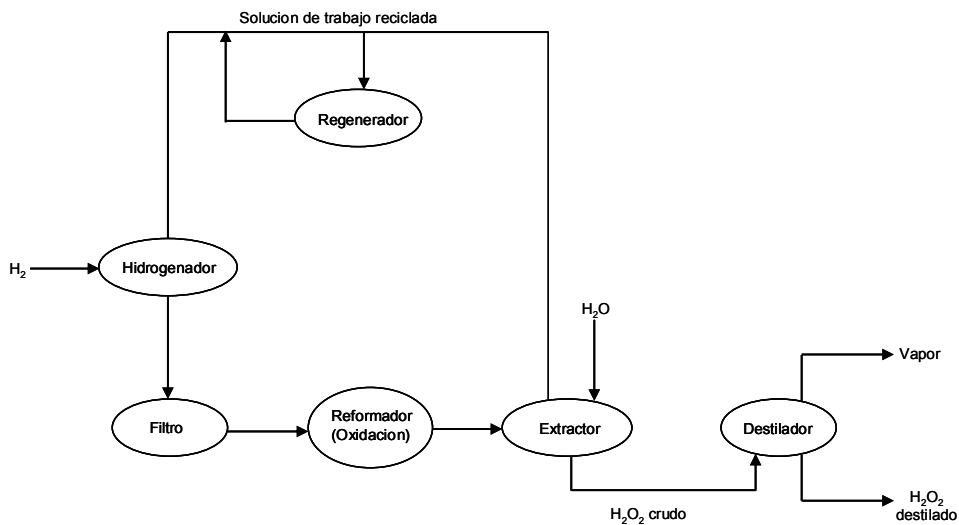 Solucion de trabajo reciclada
Regenerador
H₂
Hidrogenador
H₂O
Vapor
Filtro
Reformador
(Oxidacion)
Extractor
Destilador
H₂O₂ crudo
H₂O₂
destilado